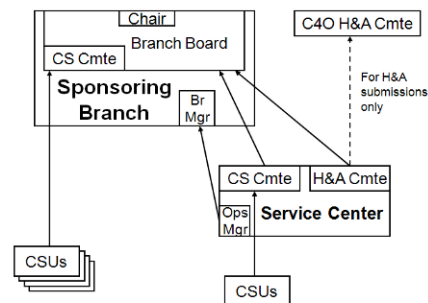 Chair
C4O H&A Cmte
Branch Board
CS Cmte
Sponsoring
Branch
Br
Mgr
For H&A
submissions
only
CS Cmte
H&A Cmte
Ops
Mgr
Service Center
CSUs
CSUs